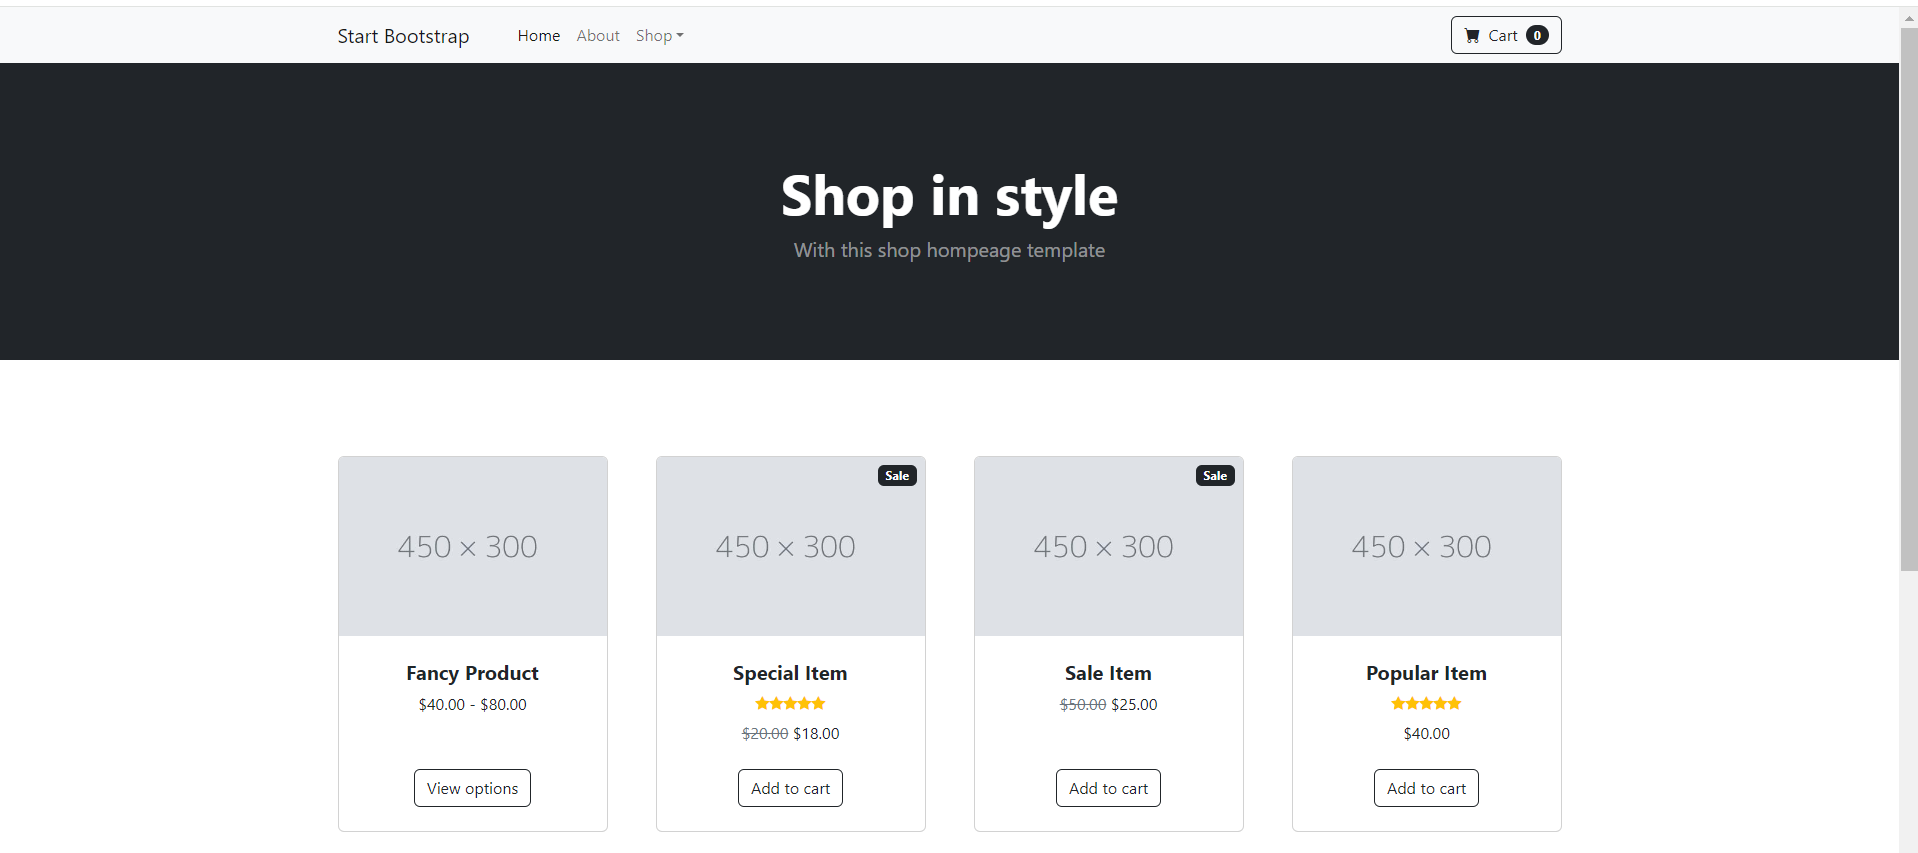 Start Bootstrap Home About Shop Cart 0
Shop in style
With this shop hompeage template
Sale Sale
450 × 300 450 × 300 450 × 300 450 × 300
Fancy Product Special Item Sale Item Popular Item
$40.00 - $80.00 $50.00 $25.00
$20.00 $18.00 $40.00
View options Add to cart Add to cart Add to cart